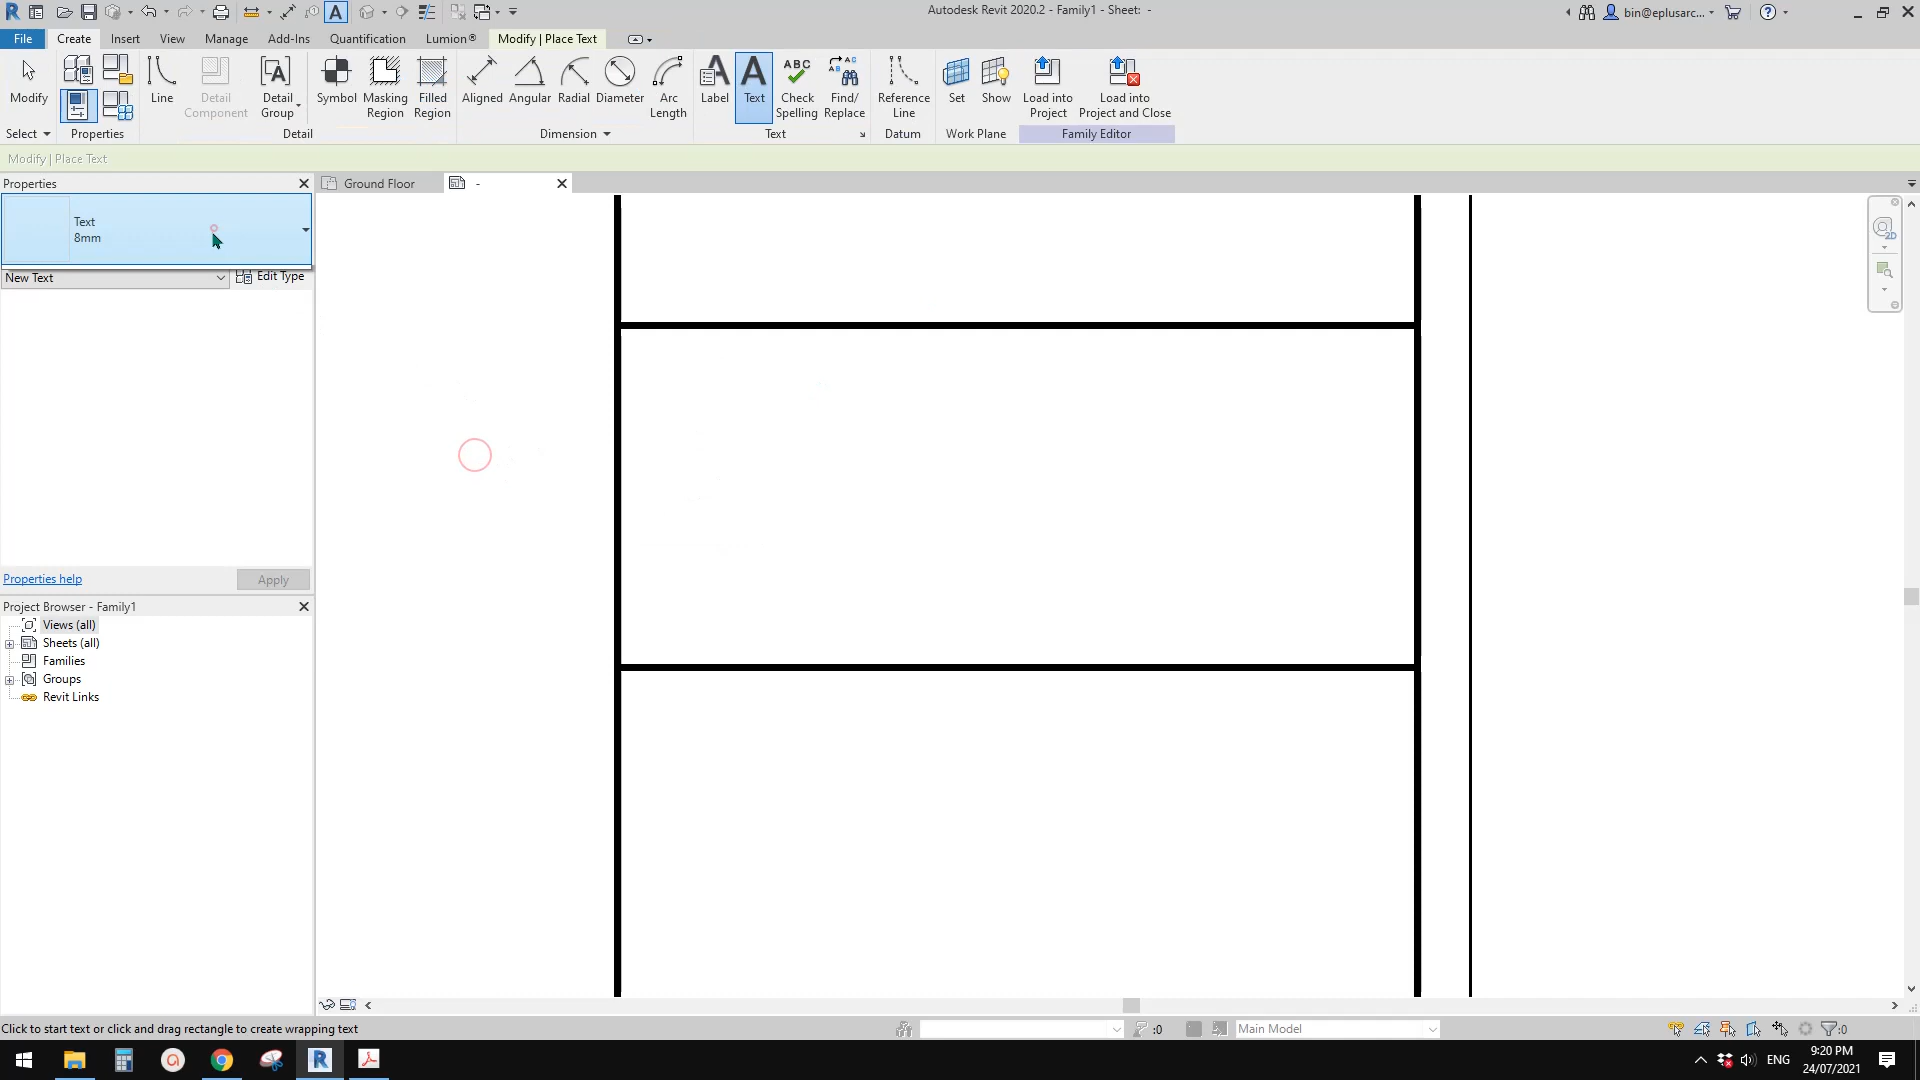 Autodesk Revit 2020.2 - Family1 - Sheet: -
bin@eplusarc...
File Create Insert View Manage Add-Ins Quantification Lumion® Modify | Place Text
Modify Line Detail Component Detail Group Symbol Masking Region Filled Region Aligned Angular Radial Diameter Arc Length Label Text Check Spelling Find/ Replace Reference Line Set Show Load into Project Load into Project and Close
Select Properties Detail Dimension Text Datum Work Plane Family Editor
Modify | Place Text
Properties
Ground Floor
-
Text
8mm
New Text
Edit Type
Properties help
Apply
Project Browser - Family1
Views (all)
Sheets (all)
Families
Groups
Revit Links
Click to start text or click and drag rectangle to create wrapping text
:0
Main Model
:0
ENG
9:20 PM
24/07/2021